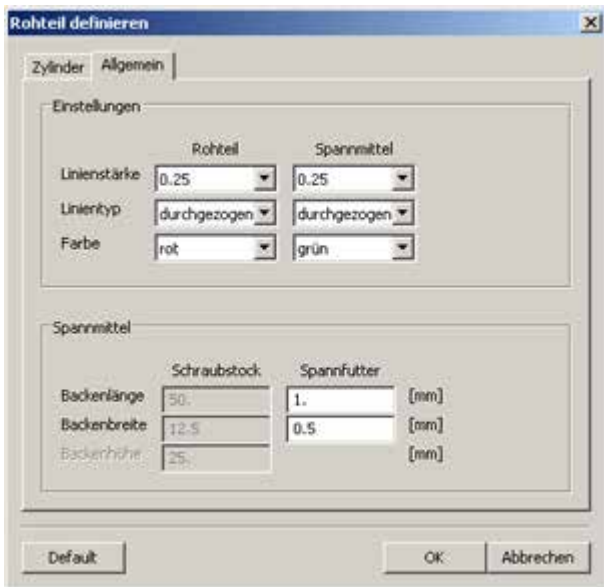 Rohteil definieren
Zylinder Allgemein
Einstellungen
Rohteil Spannmittel
Linienstärke 0.25 0.25
Linientyp durchgezogen durchgezogen
Farbe rot grün
Spannmittel
Schraubstock Spannfutter
Backenlänge 50. 1. [mm]
Backenbreite 12.5 0.5 [mm]
Backenhöhe 25. [mm]
Default OK Abbrechen